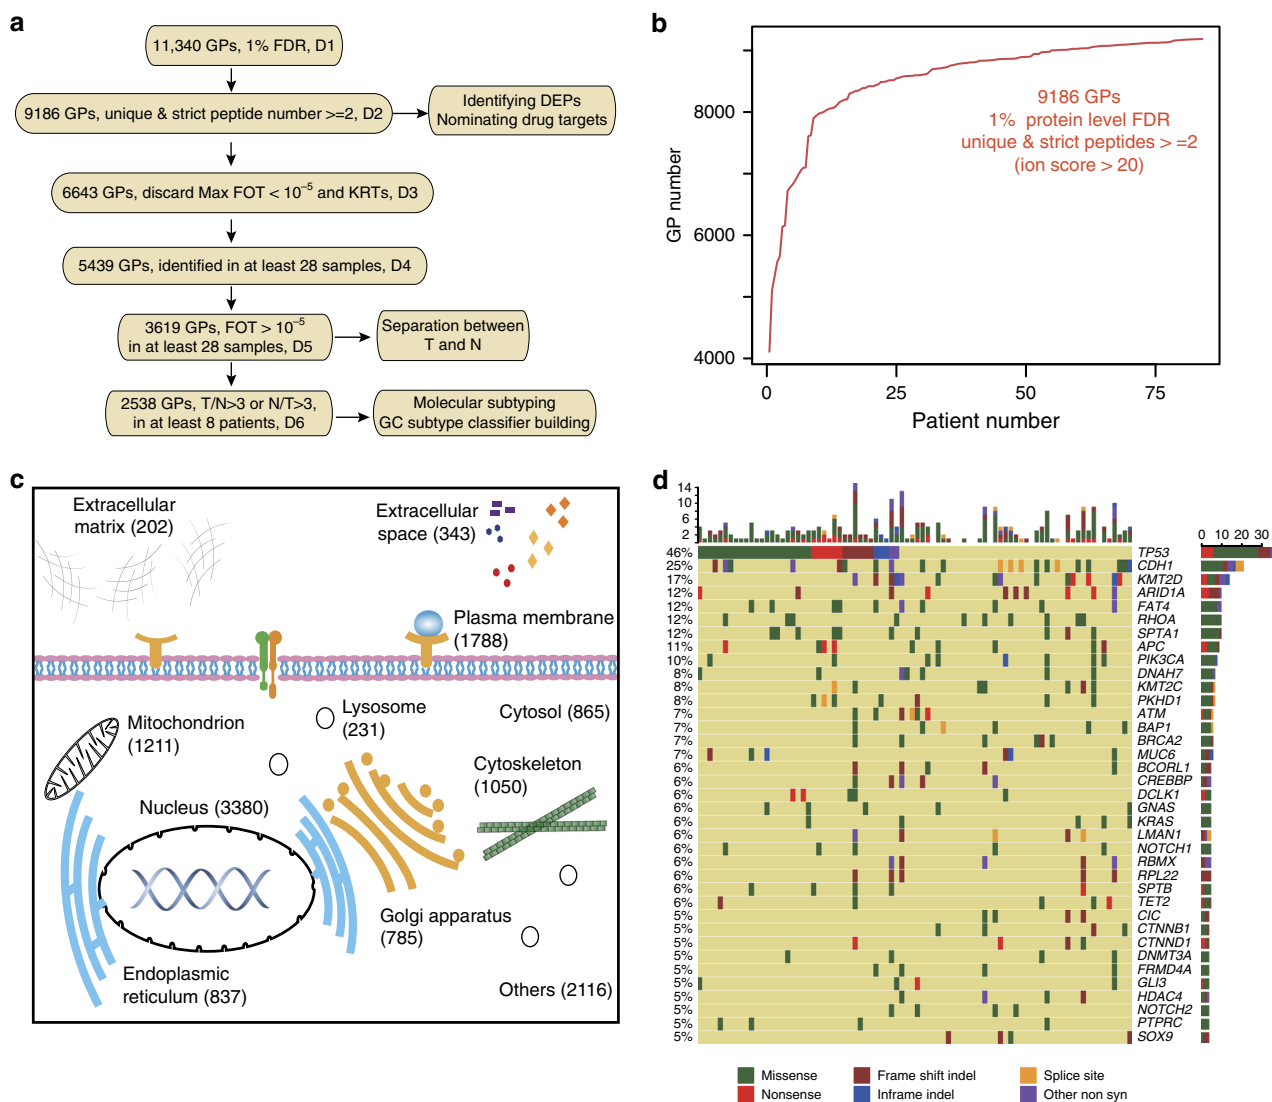 a
11,340 GPs, 1% FDR, D1
9186 GPs, unique & strict peptide number >=2, D2
Identifying DEPs
Nominating drug targets
6643 GPs, discard Max FOT < 10⁻⁵ and KRTs, D3
5439 GPs, identified in at least 28 samples, D4
3619 GPs, FOT > 10⁻⁵
in at least 28 samples, D5
Separation between
T and N
2538 GPs, T/N>3 or N/T>3,
in at least 8 patients, D6
Molecular subtyping
GC subtype classifier building
b
GP number
8000
6000
4000
9186 GPs
1% protein level FDR
unique & strict peptides > =2
(ion score > 20)
0 25 50 75
Patient number
c
Extracellular
matrix (202)
Extracellular
space (343)
Plasma membrane
(1788)
Mitochondrion
(1211)
Lysosome
(231)
Cytosol (865)
Cytoskeleton
(1050)
Nucleus (3380)
Golgi apparatus
(785)
Endoplasmic
reticulum (837)
Others (2116)
d
14
10
6
2
0 10 20 30
46% TP53
25% CDH1
17% KMT2D
12% ARID1A
12% FAT4
12% RHOA
12% SPTA1
11% APC
10% PIK3CA
8% DNAH7
8% KMT2C
8% PKHD1
7% ATM
7% BAP1
7% BRCA2
7% MUC6
6% BCORL1
6% CREBBP
6% DCLK1
6% GNAS
6% KRAS
6% LMAN1
6% NOTCH1
6% RBMX
6% RPL22
6% SPTB
6% TET2
5% CIC
5% CTNNB1
5% CTNND1
5% DNMT3A
5% FRMD4A
5% GLI3
5% HDAC4
5% NOTCH2
5% PTPRC
5% SOX9
Missense
Frame shift indel
Splice site
Nonsense
Inframe indel
Other non syn